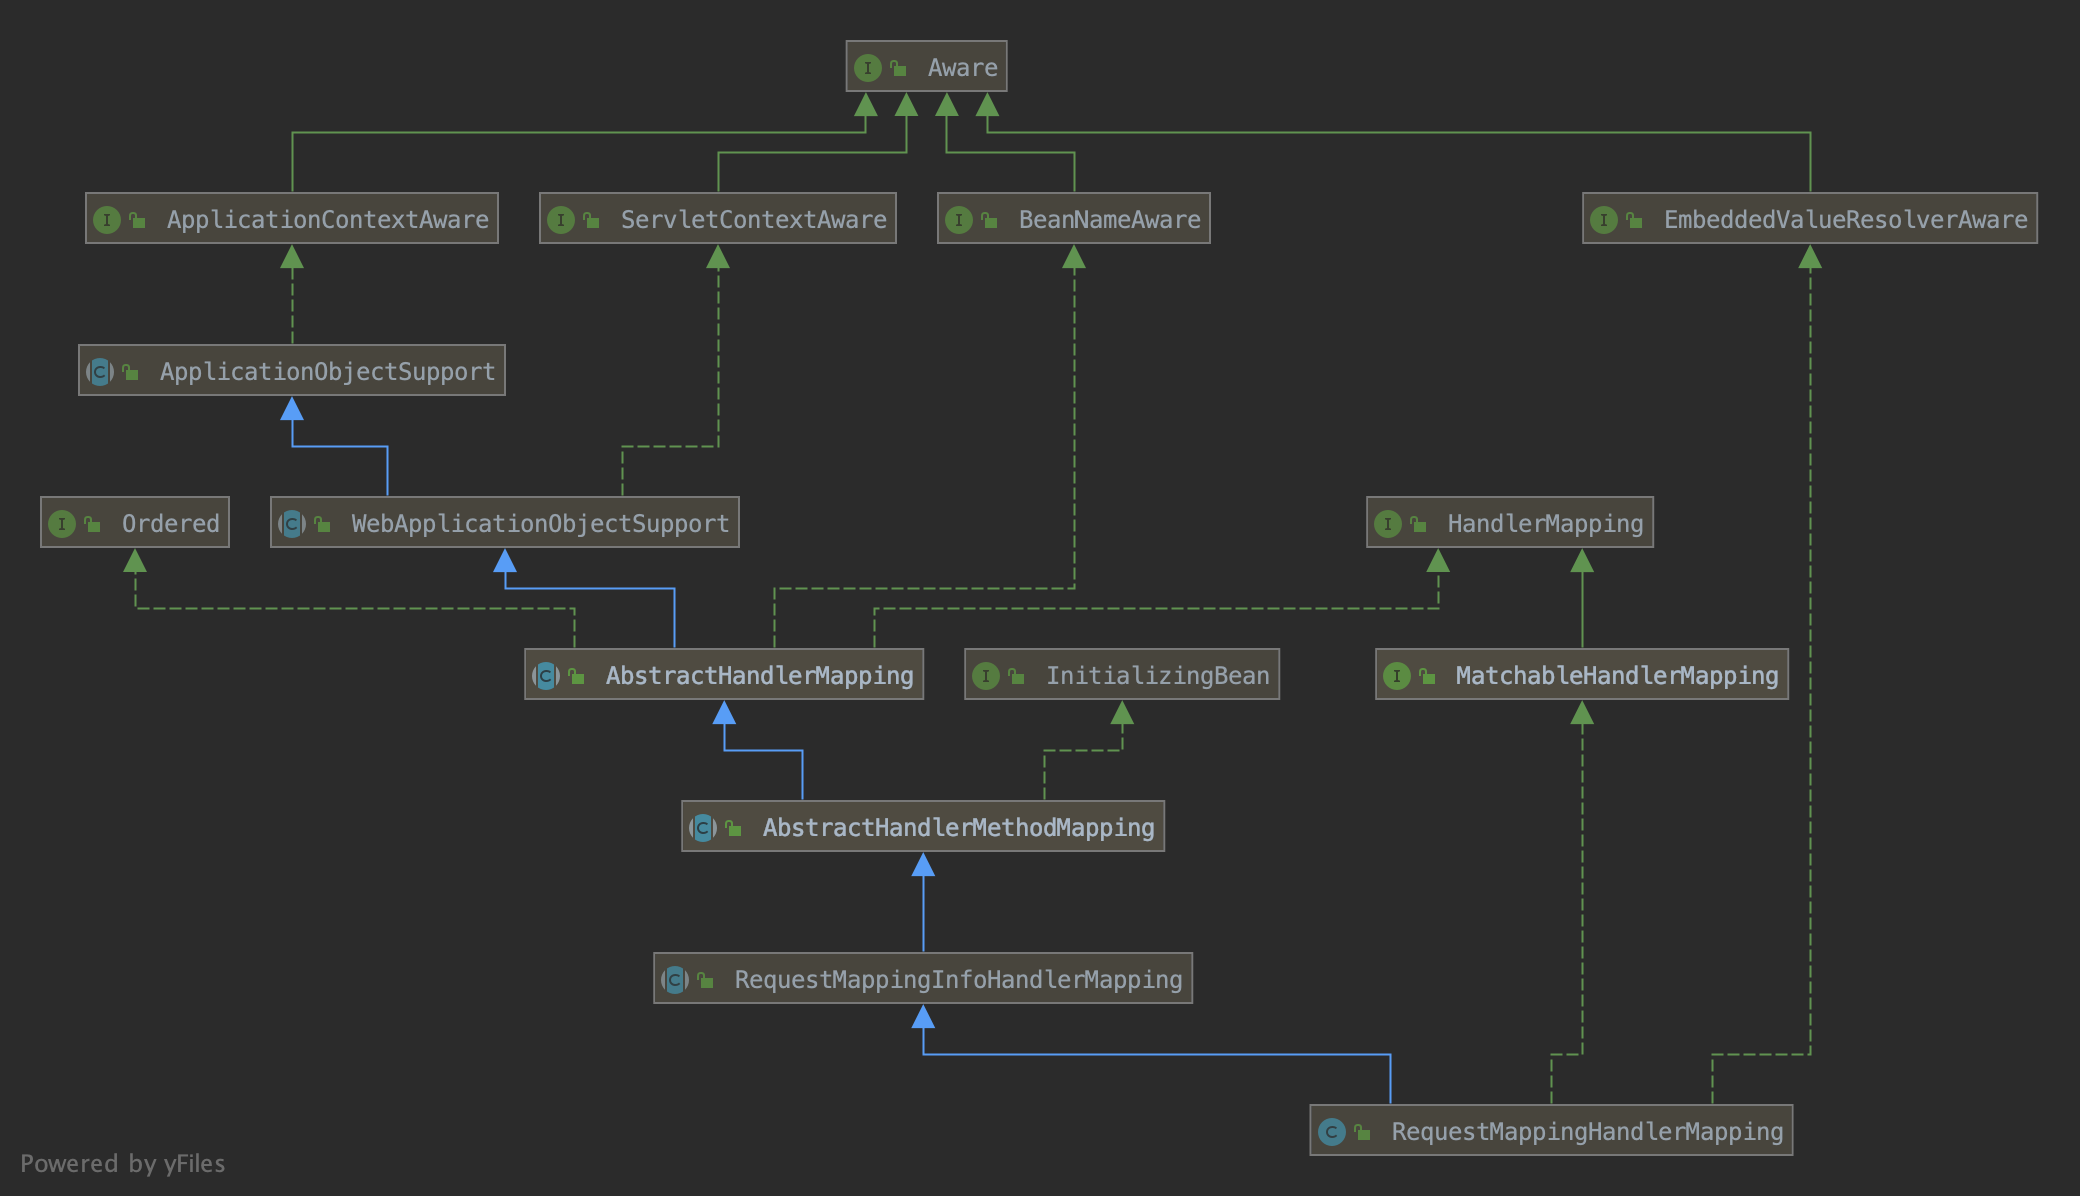 I Aware
I ApplicationContextAware
I ServletContextAware
I BeanNameAware
I EmbeddedValueResolverAware
C ApplicationObjectSupport
I Ordered
C WebApplicationObjectSupport
I HandlerMapping
C AbstractHandlerMapping
I InitializingBean
I MatchableHandlerMapping
C AbstractHandlerMethodMapping
C RequestMappingInfoHandlerMapping
C RequestMappingHandlerMapping
Powered by yFiles